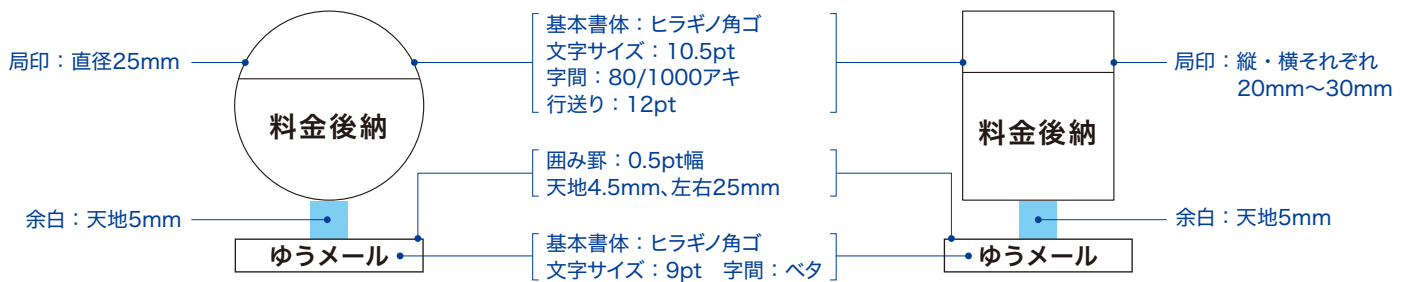 局印：直径25mm
料金後納
余白：天地5mm
ゆうメール
基本書体：ヒラギノ角ゴ
文字サイズ：10.5pt
字間：80/1000アキ
行送り：12pt
囲み罫：0.5pt幅
天地4.5mm、左右25mm
基本書体：ヒラギノ角ゴ
文字サイズ：9pt　字間：ベタ
局印：縦・横それぞれ
20mm〜30mm
料金後納
余白：天地5mm
ゆうメール